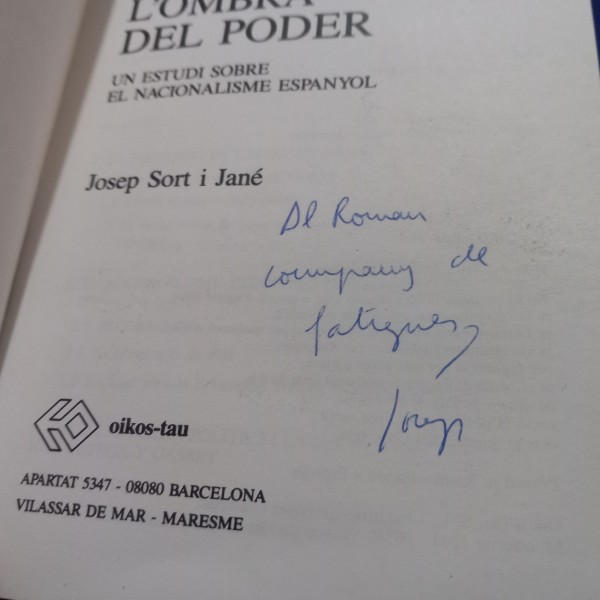 L'OMBRA
DEL PODER
UN ESTUDI SOBRE
EL NACIONALISME ESPANYOL
Josep Sort i Jané
Al Roman
company de
fatigues,
Josep
oikos-tau
APARTAT 5347 - 08080 BARCELONA
VILASSAR DE MAR - MARESME